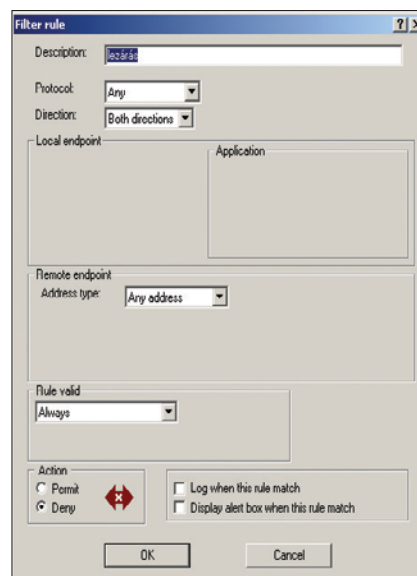 Filter rule
Description: lezárás
Protocol: Any
Direction: Both directions
Local endpoint
Application
Remote endpoint
Address type: Any address
Rule valid
Always
Action
Permit
Deny
Log when this rule match
Display alert box when this rule match
OK Cancel